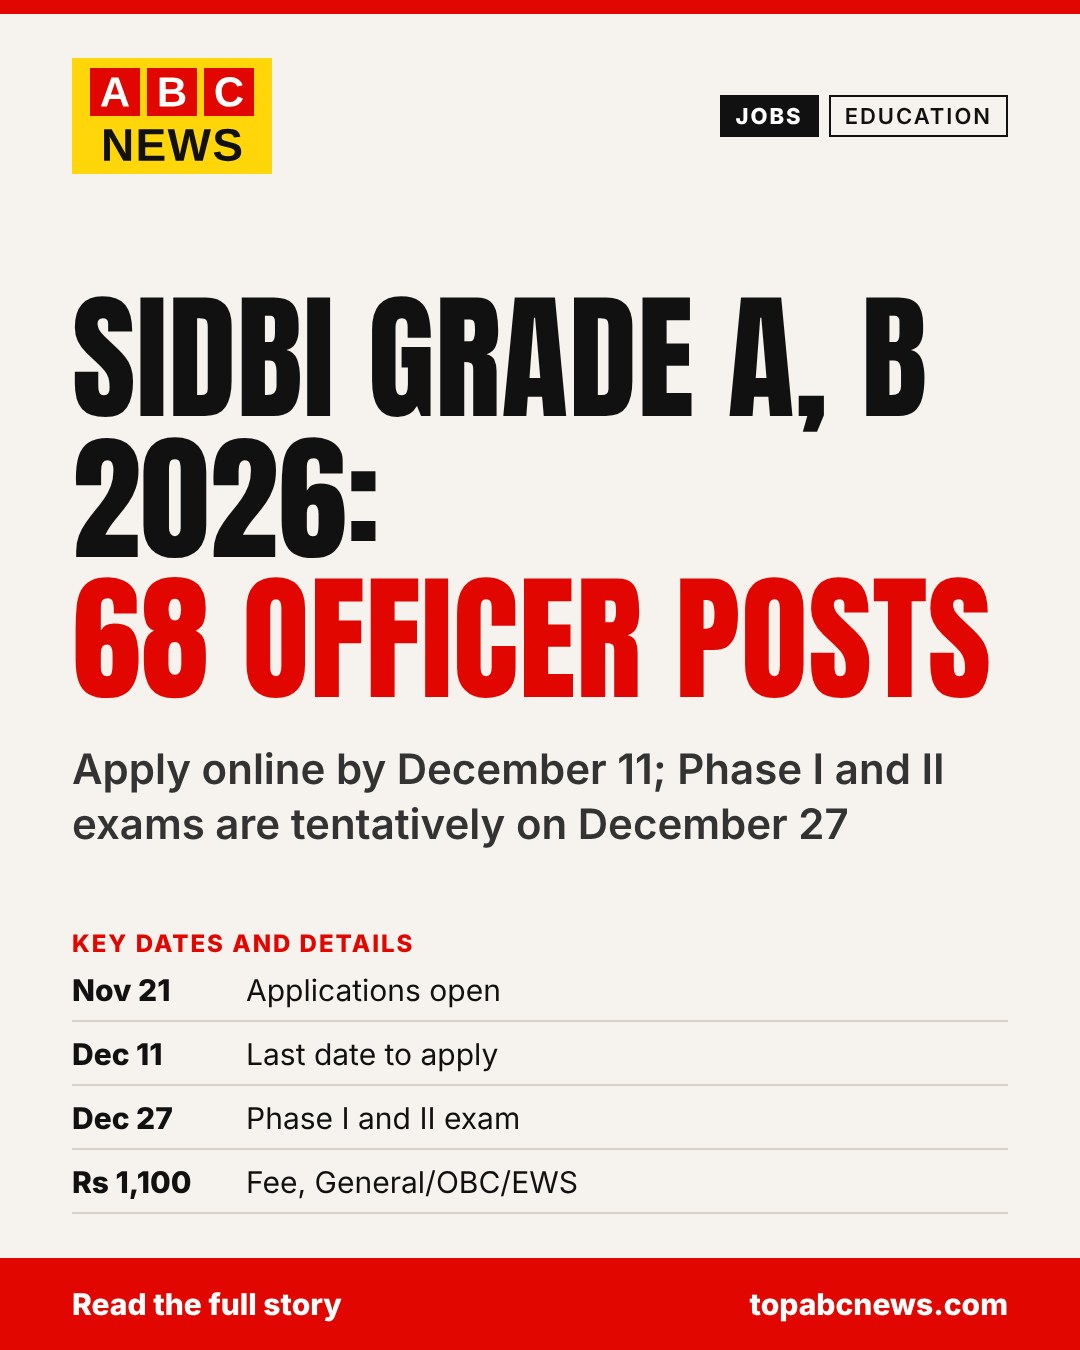 ABC
NEWS
JOBS
EDUCATION
SIDBI GRADE A, B
2026:
68 OFFICER POSTS
Apply online by December 11; Phase I and II
exams are tentatively on December 27
KEY DATES AND DETAILS
Nov 21 Applications open
Dec 11 Last date to apply
Dec 27 Phase I and II exam
Rs 1,100 Fee, General/OBC/EWS
Read the full story
topabcnews.com